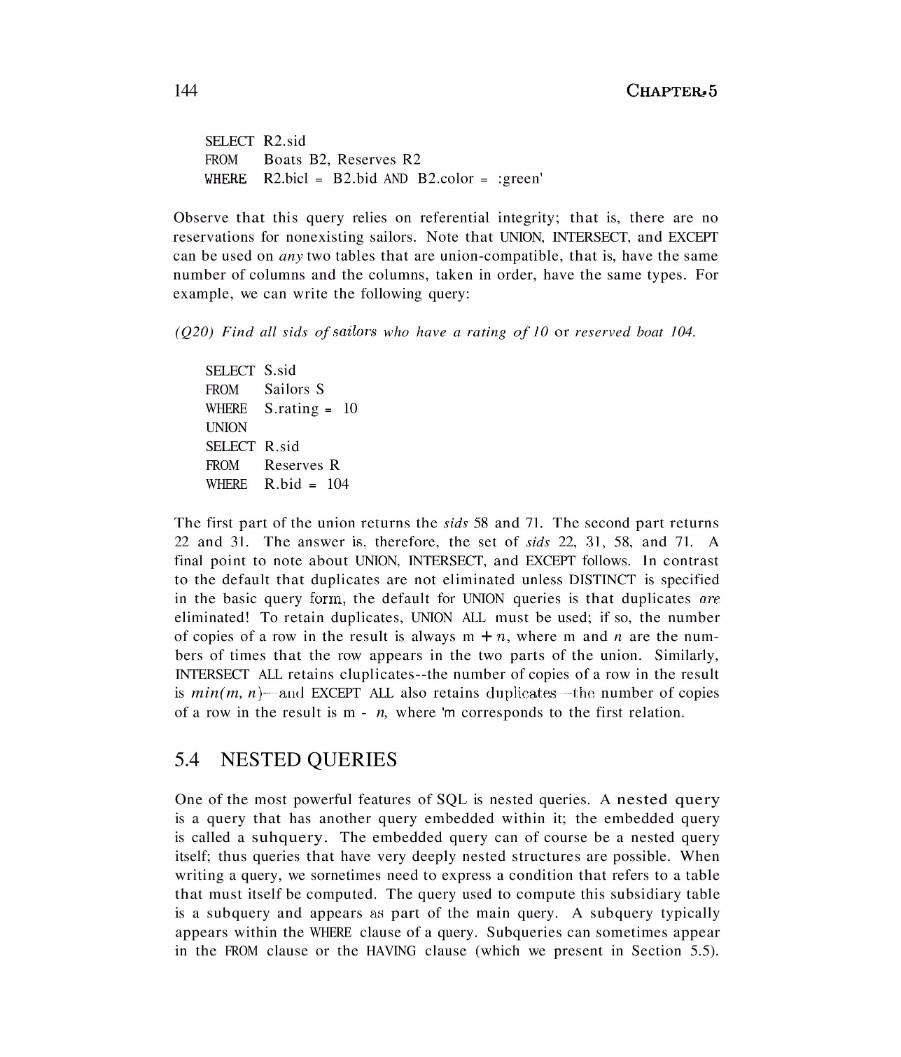 144 CHAPTER 5
SELECT R2.sid
FROM Boats B2, Reserves R2
WHERE R2.bicl = B2.bid AND B2.color = :green'
Observe that this query relies on referential integrity; that is, there are no
reservations for nonexisting sailors. Note that UNION, INTERSECT, and EXCEPT
can be used on any two tables that are union-compatible, that is, have the same
number of columns and the columns, taken in order, have the same types. For
example, we can write the following query:
(Q20) Find all sids of sailors who have a rating of 10 or reserved boat 104.
SELECT S.sid
FROM Sailors S
WHERE S.rating = 10
UNION
SELECT R.sid
FROM Reserves R
WHERE R.bid = 104
The first part of the union returns the sids 58 and 71. The second part returns
22 and 31. The answer is, therefore, the set of sids 22, 31, 58, and 71. A
final point to note about UNION, INTERSECT, and EXCEPT follows. In contrast
to the default that duplicates are not eliminated unless DISTINCT is specified
in the basic query form, the default for UNION queries is that duplicates are
eliminated! To retain duplicates, UNION ALL must be used; if so, the number
of copies of a row in the result is always m + n, where m and n are the num-
bers of times that the row appears in the two parts of the union. Similarly,
INTERSECT ALL retains cluplicates--the number of copies of a row in the result
is min(m, n)—and EXCEPT ALL also retains duplicates—the number of copies
of a row in the result is m - n, where 'm corresponds to the first relation.
5.4 NESTED QUERIES
One of the most powerful features of SQL is nested queries. A nested query
is a query that has another query embedded within it; the embedded query
is called a suhquery. The embedded query can of course be a nested query
itself; thus queries that have very deeply nested structures are possible. When
writing a query, we sornetimes need to express a condition that refers to a table
that must itself be computed. The query used to compute this subsidiary table
is a subquery and appears as part of the main query. A subquery typically
appears within the WHERE clause of a query. Subqueries can sometimes appear
in the FROM clause or the HAVING clause (which we present in Section 5.5).